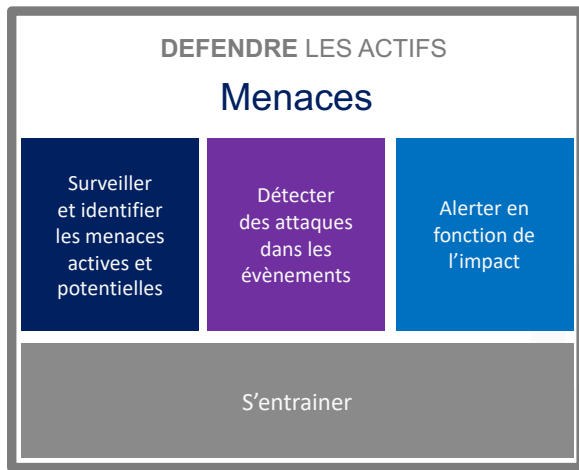 DEFENDRE LES ACTIFS
Menaces
Surveiller
et identifier
les menaces
actives et
potentielles
Détecter
des attaques
dans les
évènements
Alerter en
fonction de
l’impact
S’entrainer